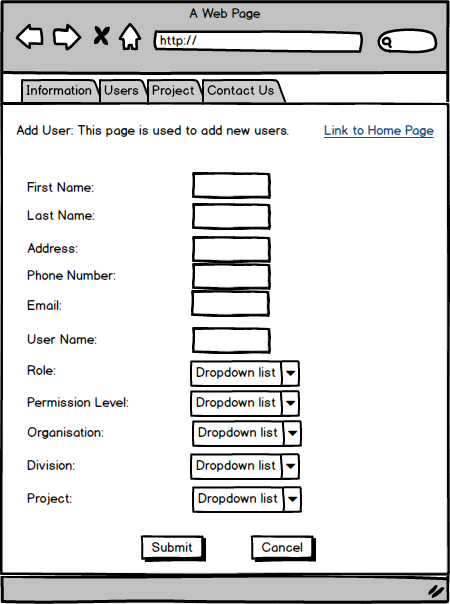 A Web Page
http://
Information Users Project Contact Us
Add User: This page is used to add new users. Link to Home Page
First Name:
Last Name:
Address:
Phone Number:
Email:
User Name:
Role: Dropdown list
Permission Level: Dropdown list
Organisation: Dropdown list
Division: Dropdown list
Project: Dropdown list
Submit Cancel